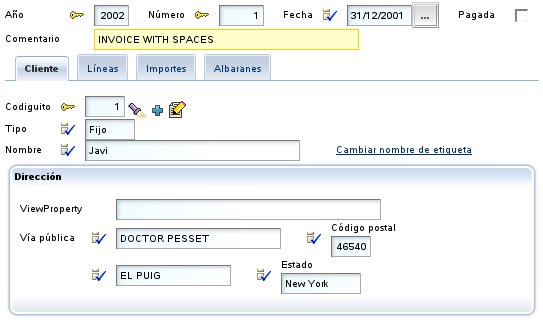 Año 2002 Número 1 Fecha 31/12/2001 ... Pagada
Comentario INVOICE WITH SPACES
Cliente Líneas Importes Albaranes
Codiguito 1
Tipo Fijo
Nombre Javi Cambiar nombre de etiqueta
Dirección
ViewProperty
Código postal
Vía pública DOCTOR PESSET 46540
Estado
EL PUIG New York